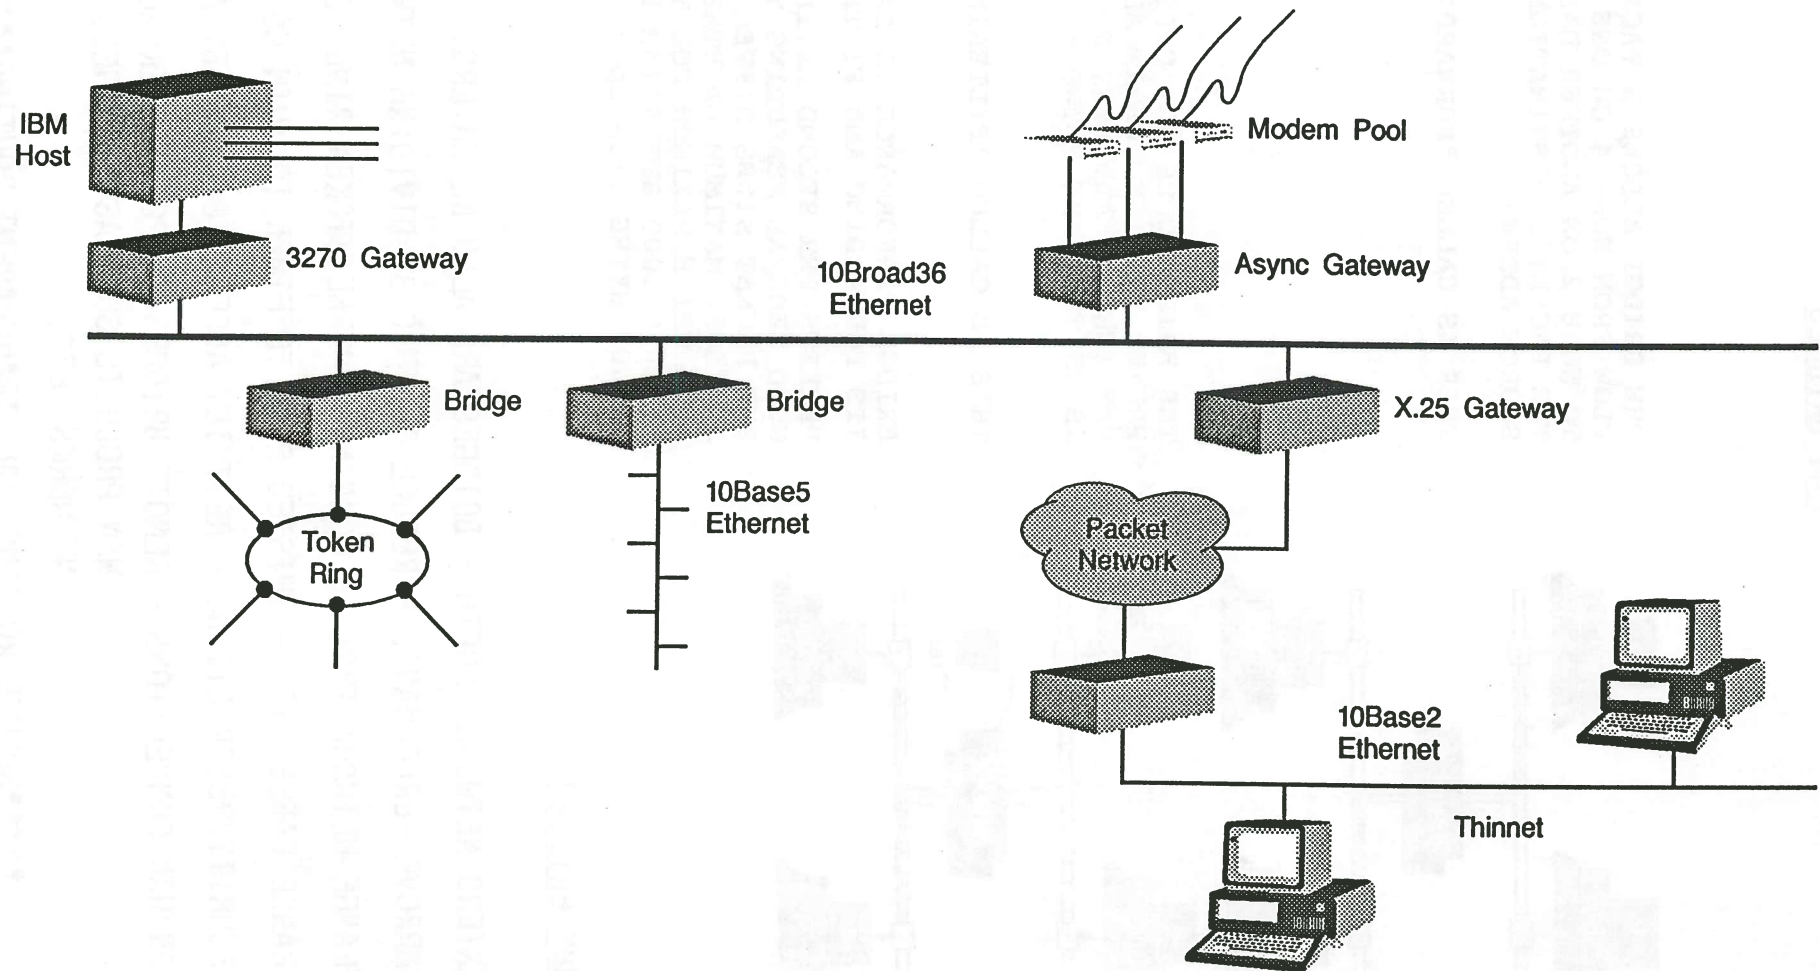 IBM
Host
3270 Gateway
10Broad36
Ethernet
Modem Pool
Async Gateway
Bridge
Bridge
X.25 Gateway
Token
Ring
10Base5
Ethernet
Packet
Network
10Base2
Ethernet
Thinnet